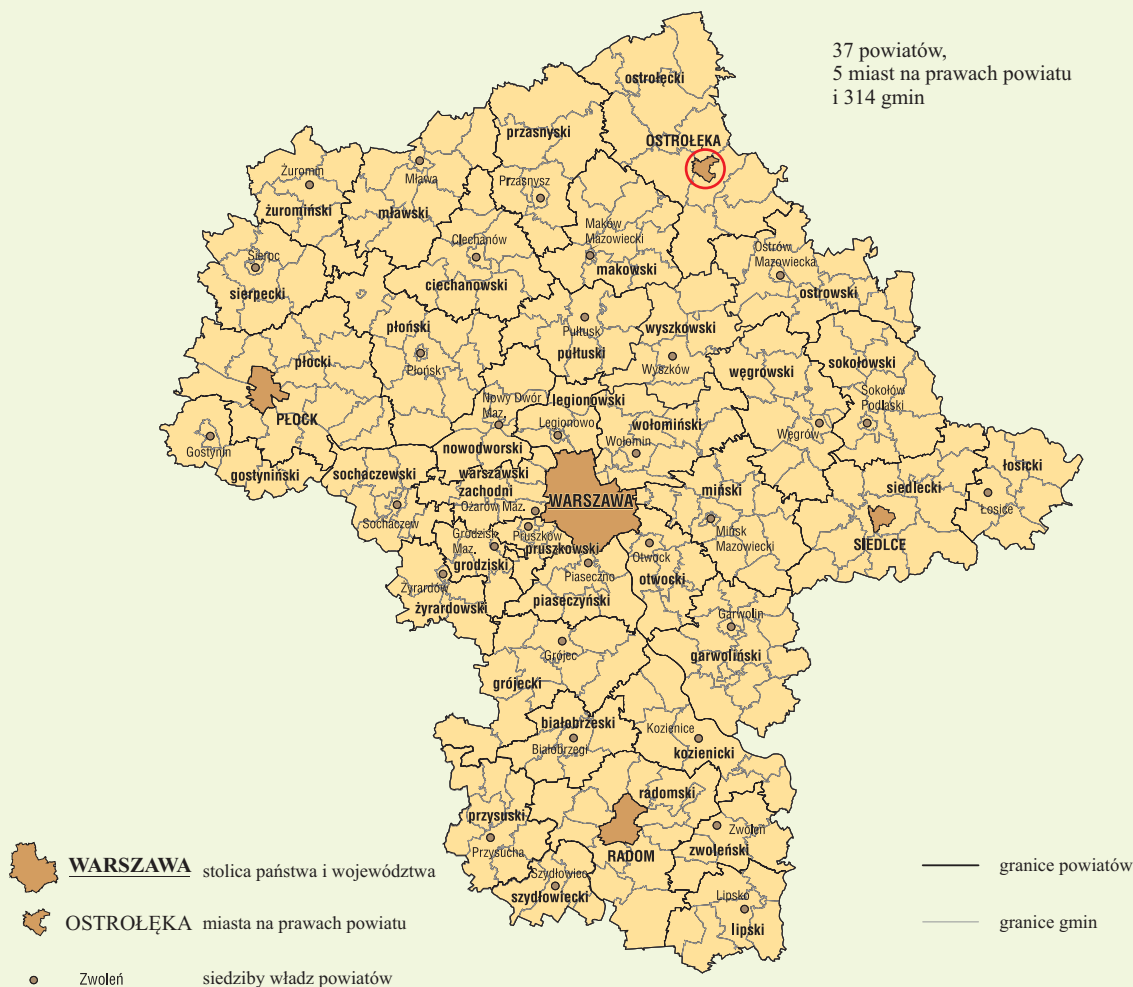 37 powiatów,
5 miast na prawach powiatu
i 314 gmin
ostrołęcki
przasnyski
OSTROŁĘKA
Żuromin
Mława
Przasnysz
żuromiński
mławski
Maków
Mazowiecki
Ciechanów
Ostrów
Mazowiecka
Sierpc
makowski
sierpecki
ciechanowski
ostrowski
płoński
Pułtusk
wyszkowski
płocki
Płońsk
pułtuski
Wyszków
węgrowski
sokołowski
Nowy Dwór
Maz.
legionowski
Sokołów
Podlaski
PŁOCK
Legionowo
wołomiński
Gostynin
Wołomin
Węgrów
nowodworski
gostyniński
sochaczewski
warszawski
zachodni
miński
siedlecki
łosicki
WARSZAWA
Ożarów Maz.
Łosice
Sochaczew
Grodzisk
Maz.
Pruszków
Mińsk
Mazowiecki
SIEDLCE
pruszkowski
Otwock
grodziski
Piaseczno
otwocki
Żyrardów
żyrardowski
piaseczyński
Garwolin
Grójec
garwoliński
grójecki
białobrzeski
Kozienice
Białobrzegi
kozienicki
radomski
przysuski
Zwoleń
Przysucha
RADOM
zwoleński
Szydłowiec
szydłowiecki
Lipsko
lipski
WARSZAWA stolica państwa i województwa
OSTROŁĘKA miasta na prawach powiatu
Zwoleń siedziby władz powiatów
granice powiatów
granice gmin